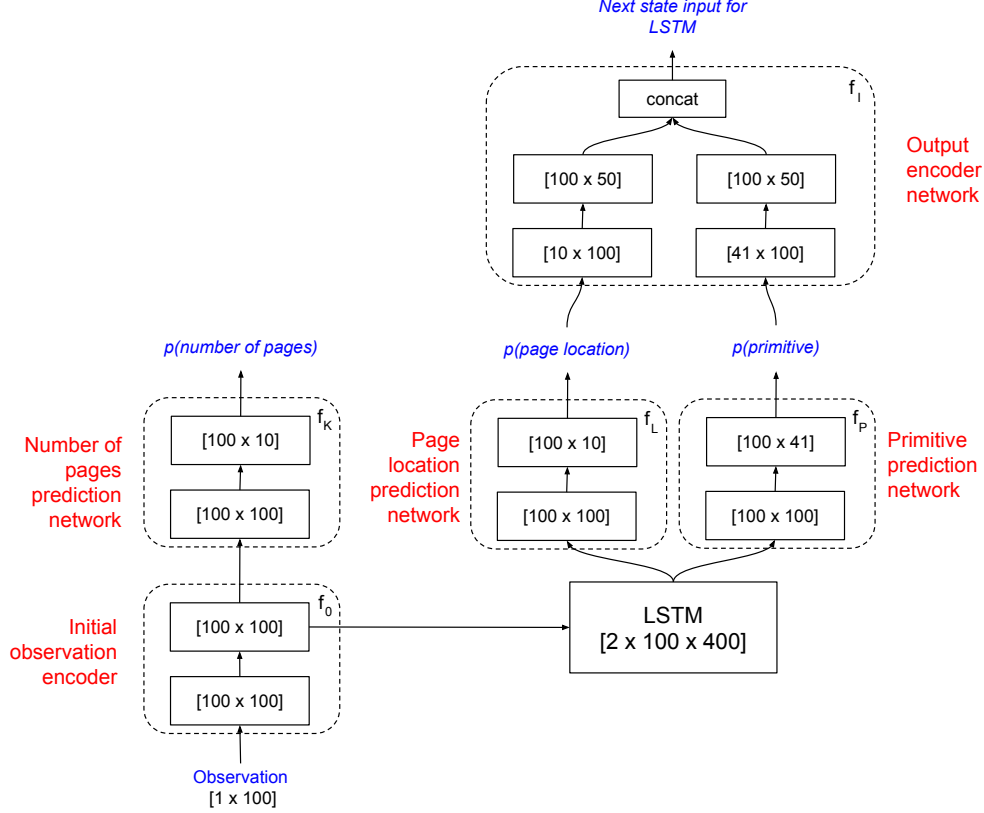 Next state input for
LSTM
f_I
concat
[100 x 50]
[100 x 50]
Output
encoder
network
[10 x 100]
[41 x 100]
p(number of pages)
p(page location)
p(primitive)
f_K
f_L
f_P
Number of
pages
prediction
network
[100 x 10]
[100 x 100]
Page
location
prediction
network
[100 x 10]
[100 x 100]
[100 x 41]
[100 x 100]
Primitive
prediction
network
f_0
Initial
observation
encoder
[100 x 100]
[100 x 100]
LSTM
[2 x 100 x 400]
Observation
[1 x 100]